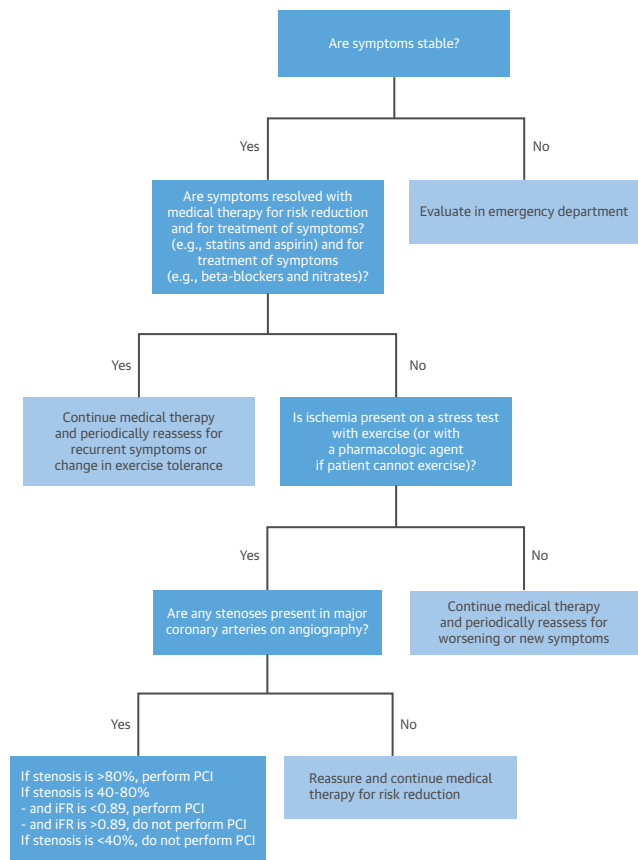 Are symptoms stable?
Yes
No
Are symptoms resolved with
medical therapy for risk reduction
and for treatment of symptoms?
(e.g., statins and aspirin) and for
treatment of symptoms
(e.g., beta-blockers and nitrates)?
Evaluate in emergency department
Yes
No
Continue medical therapy
and periodically reassess for
recurrent symptoms or
change in exercise tolerance
Is ischemia present on a stress test
with exercise (or with
a pharmacologic agent
if patient cannot exercise)?
Yes
No
Are any stenoses present in major
coronary arteries on angiography?
Continue medical therapy
and periodically reassess for
worsening or new symptoms
Yes
No
If stenosis is >80%, perform PCI
If stenosis is 40-80%
- and iFR is <0.89, perform PCI
- and iFR is >0.89, do not perform PCI
If stenosis is <40%, do not perform PCI
Reassure and continue medical
therapy for risk reduction